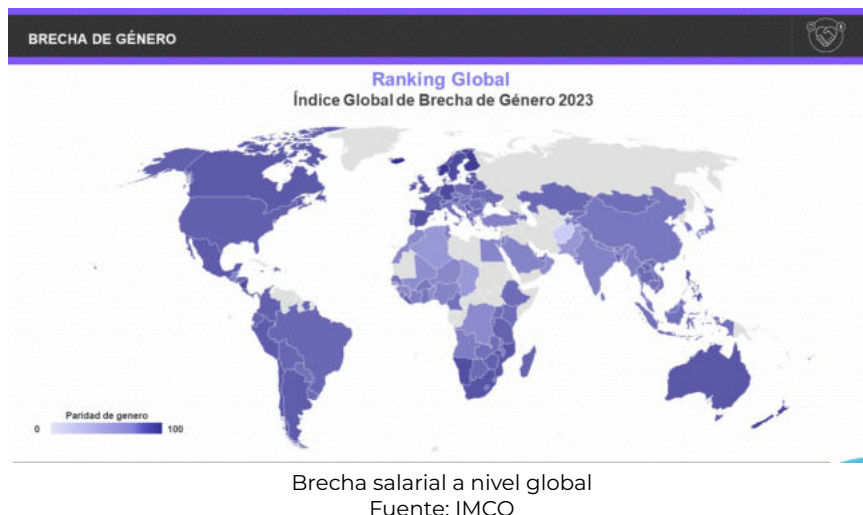 BRECHA DE GÉNERO
Ranking Global
Índice Global de Brecha de Género 2023
Paridad de genero
0 100
Brecha salarial a nivel global
Fuente: IMCO